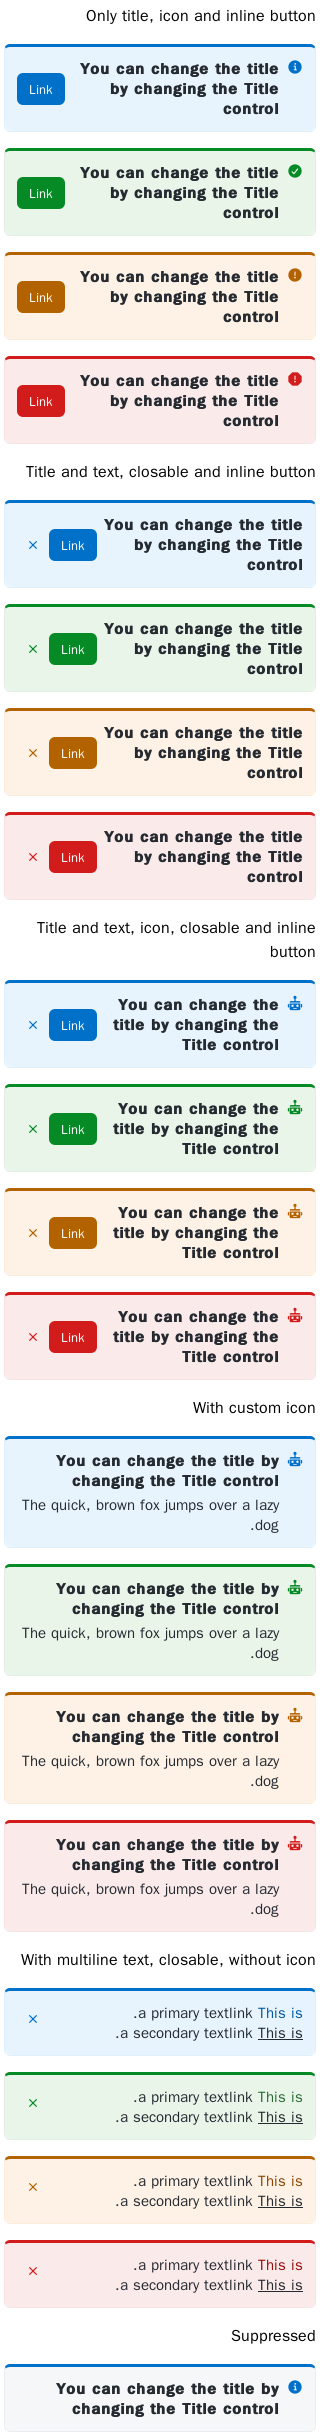 Only title, icon and inline button
You can change the title
by changing the Title
control
Link
You can change the title
by changing the Title
control
Link
You can change the title
by changing the Title
control
Link
You can change the title
by changing the Title
control
Link
Title and text, closable and inline button
You can change the title
by changing the Title
control
Link
You can change the title
by changing the Title
control
Link
You can change the title
by changing the Title
control
Link
You can change the title
by changing the Title
control
Link
Title and text, icon, closable and inline
button
You can change the
title by changing the
Title control
Link
You can change the
title by changing the
Title control
Link
You can change the
title by changing the
Title control
Link
You can change the
title by changing the
Title control
Link
With custom icon
You can change the title by
changing the Title control
The quick, brown fox jumps over a lazy
.dog
You can change the title by
changing the Title control
The quick, brown fox jumps over a lazy
.dog
You can change the title by
changing the Title control
The quick, brown fox jumps over a lazy
.dog
You can change the title by
changing the Title control
The quick, brown fox jumps over a lazy
.dog
With multiline text, closable, without icon
.a primary textlink This is
.a secondary textlink This is
.a primary textlink This is
.a secondary textlink This is
.a primary textlink This is
.a secondary textlink This is
.a primary textlink This is
.a secondary textlink This is
Suppressed
You can change the title by
changing the Title control